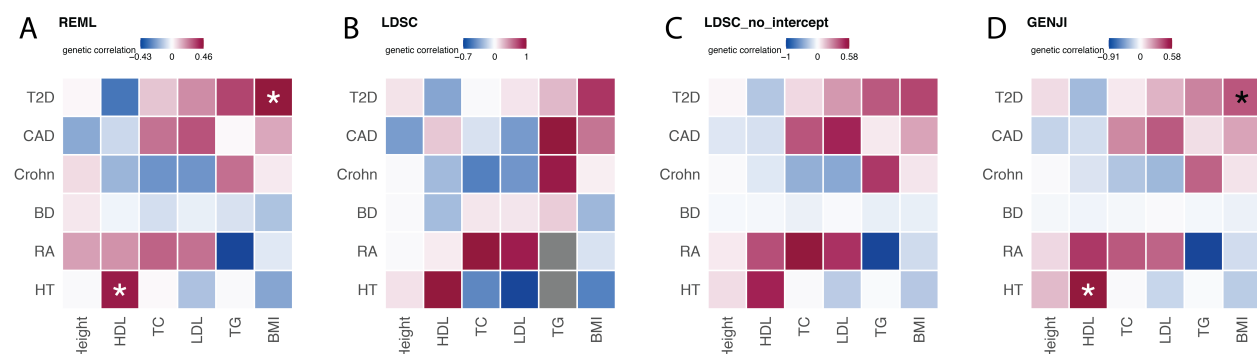 A REML
genetic correlation
−0.43 0 0.46
T2D
CAD
Crohn
BD
RA
HT
*
*
Height HDL TC LDL TG BMI
B LDSC
genetic correlation
−0.7 0 1
T2D
CAD
Crohn
BD
RA
HT
Height HDL TC LDL TG BMI
C LDSC_no_intercept
genetic correlation
−1 0 0.58
T2D
CAD
Crohn
BD
RA
HT
Height HDL TC LDL TG BMI
D GENJI
genetic correlation
−0.91 0 0.58
T2D
CAD
Crohn
BD
RA
HT
*
*
Height HDL TC LDL TG BMI